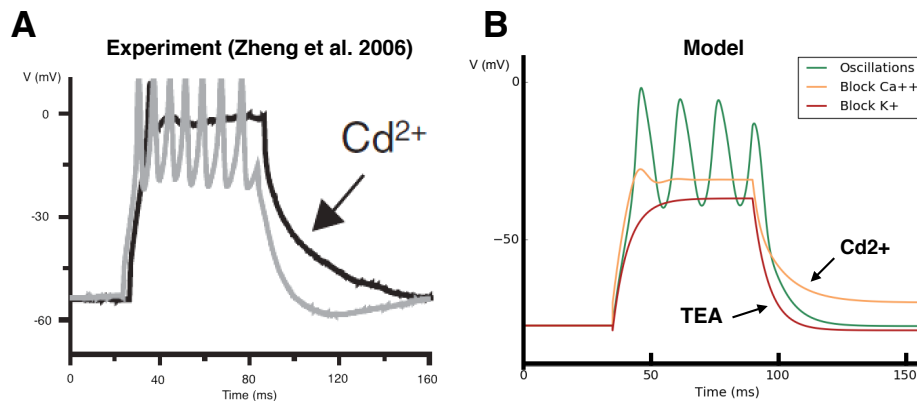 A
Experiment (Zheng et al. 2006)
V (mV)
0
-30
-60
Cd²⁺
0
40
80
120
160
Time (ms)
B
Model
V (mV)
0
−50
Oscillations
Block Ca++
Block K+
Cd2+
TEA
0
50
100
150
Time (ms)